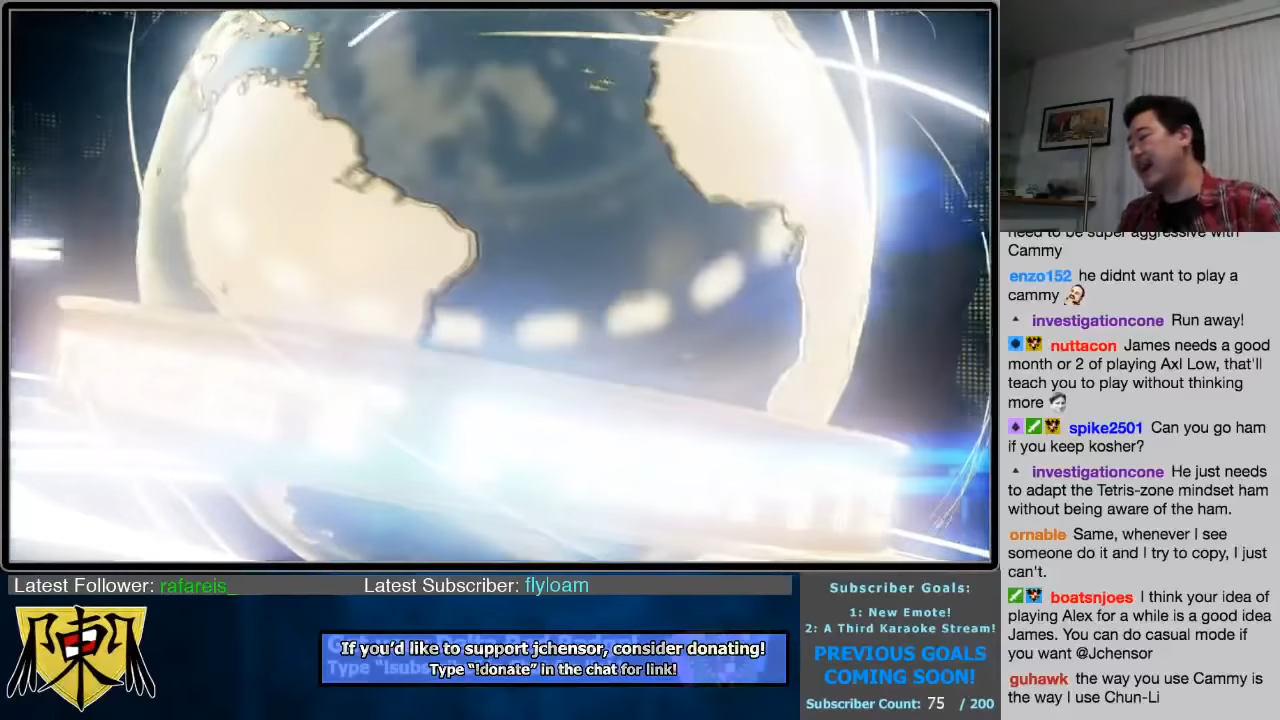 need to be super aggressive with
Cammy
enzo152 he didnt want to play a
cammy
investigationcone Run away!
nuttacon James needs a good
month or 2 of playing Axl Low, that'll
teach you to play without thinking
more
spike2501 Can you go ham
if you keep kosher?
investigationcone He just needs
to adapt the Tetris-zone mindset ham
without being aware of the ham.
ornable Same, whenever I see
someone do it and I try to copy, I just
can't.
boatsnjoes I think your idea of
playing Alex for a while is a good idea
James. You can do casual mode if
you want @Jchensor
guhawk the way you use Cammy is
the way I use Chun-Li
Latest Follower: rafareis_
Latest Subscriber: flyloam
If you'd like to support jchensor, consider donating!
Type "!donate" in the chat for link!
Subscriber Goals:
1: New Emote!
2: A Third Karaoke Stream!
PREVIOUS GOALS
COMING SOON!
Subscriber Count: 75 / 200